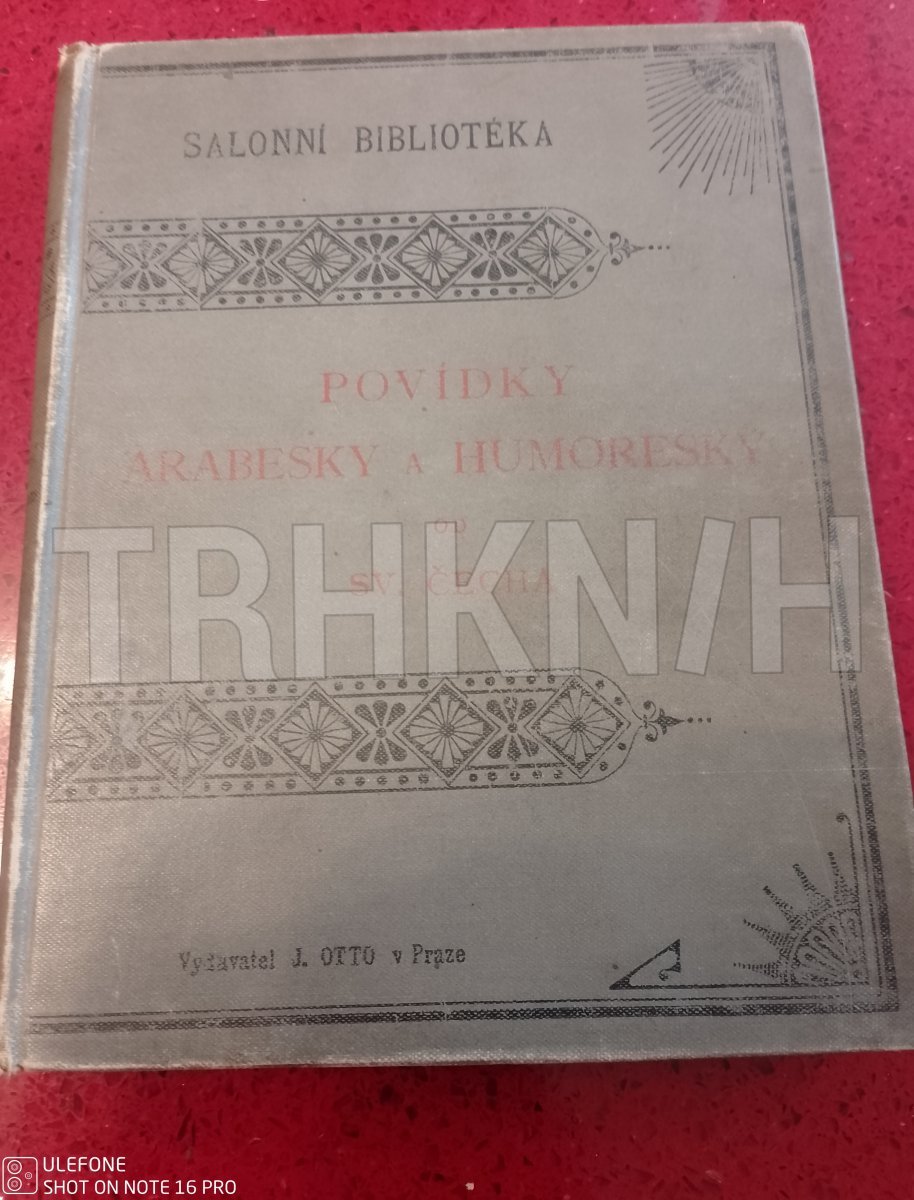 SALONNÍ BIBLIOTÉKA
POVÍDKY
ARABESKY A HUMORESKY
OD
SV. ČECHA
TRHKNIH
Vydavatel J. OTTO v Praze
ULEFONE
SHOT ON NOTE 16 PRO